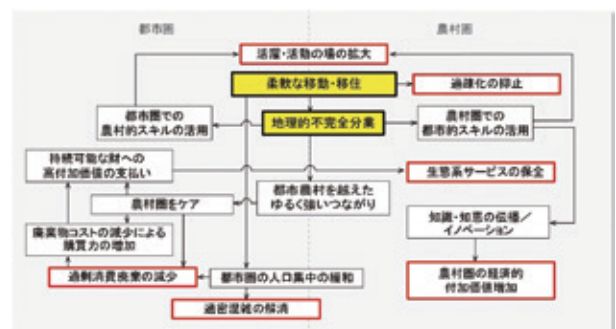 都市圏
農村圏
活躍・活動の場の拡大
柔軟な移動・移住
過疎化の抑止
都市圏での
農村的スキルの活用
地理的不完全分業
農村圏での
都市的スキルの活用
持続可能な財への
高付加価値の支払い
生態系サービスの保全
農村圏をケア
都市農村を越えた
ゆるく強いつながり
知識・知恵の伝播／
イノベーション
廃棄物コストの減少による
購買力の増加
過剰消費廃棄の減少
都市圏の人口集中の緩和
農村圏の経済的
付加価値増加
過密混雑の解消